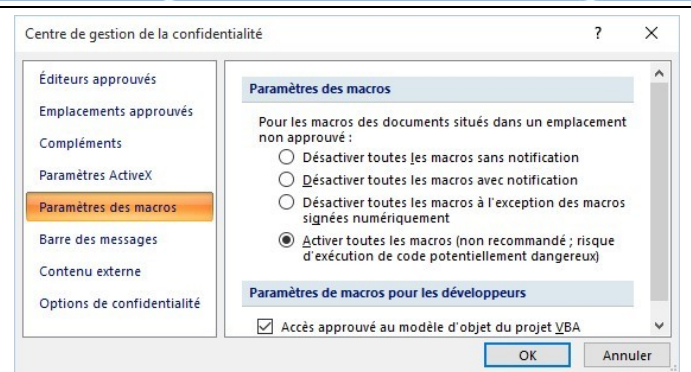 Centre de gestion de la confidentialité
?
Éditeurs approuvés
Emplacements approuvés
Compléments
Paramètres ActiveX
Paramètres des macros
Barre des messages
Contenu externe
Options de confidentialité
Paramètres des macros
Pour les macros des documents situés dans un emplacement
non approuvé :
Désactiver toutes les macros sans notification
Désactiver toutes les macros avec notification
Désactiver toutes les macros à l'exception des macros
signées numériquement
Activer toutes les macros (non recommandé ; risque
d'exécution de code potentiellement dangereux)
Paramètres de macros pour les développeurs
Accès approuvé au modèle d'objet du projet VBA
OK
Annuler